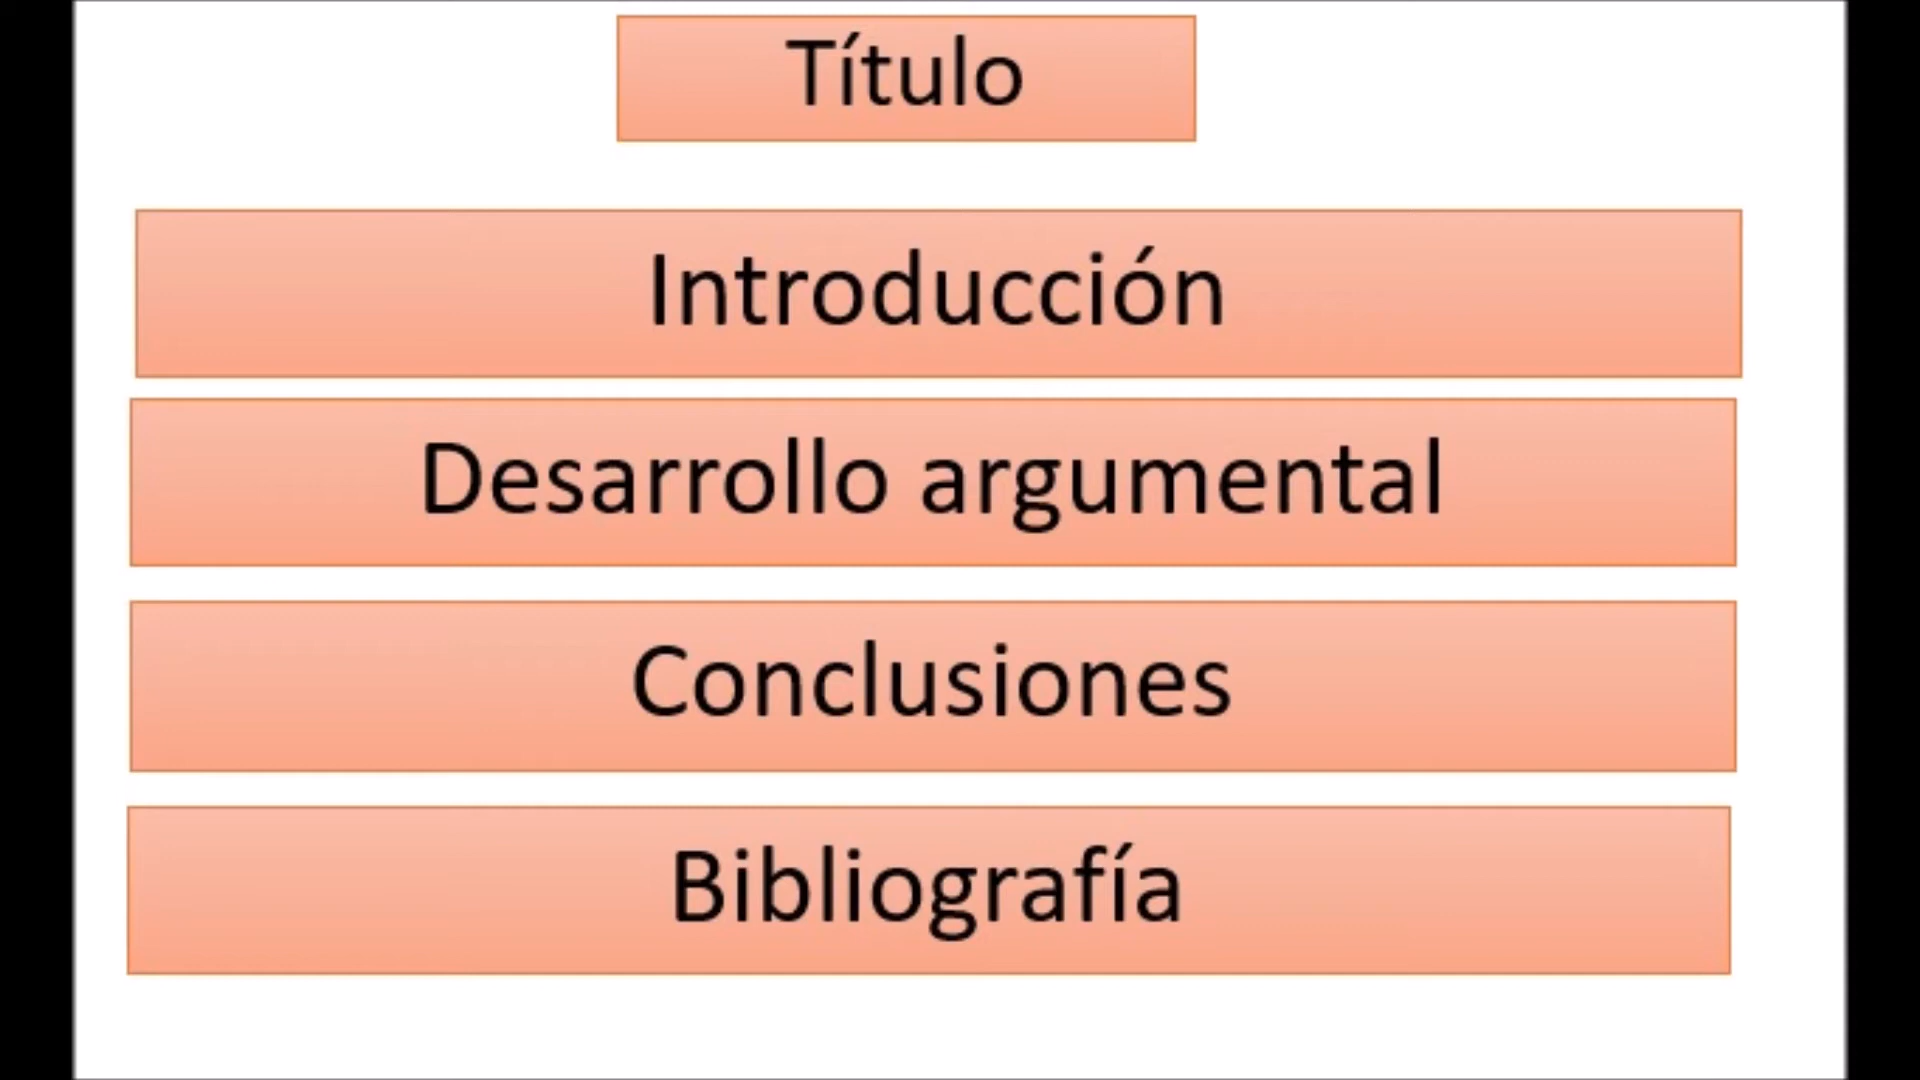 Título
Introducción
Desarrollo argumental
Conclusiones
Bibliografía